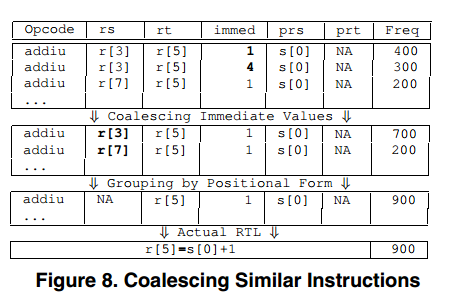 Opcode rs rt immed prs prt Freq
addiu r[3] r[5] 1 s[0] NA 400
addiu r[3] r[5] 4 s[0] NA 300
addiu r[7] r[5] 1 s[0] NA 200
...
⇓ Coalescing Immediate Values ⇓
addiu r[3] r[5] 1 s[0] NA 700
addiu r[7] r[5] 1 s[0] NA 200
...
⇓ Grouping by Positional Form ⇓
addiu NA r[5] 1 s[0] NA 900
...
⇓ Actual RTL ⇓
r[5]=s[0]+1 900
Figure 8. Coalescing Similar Instructions